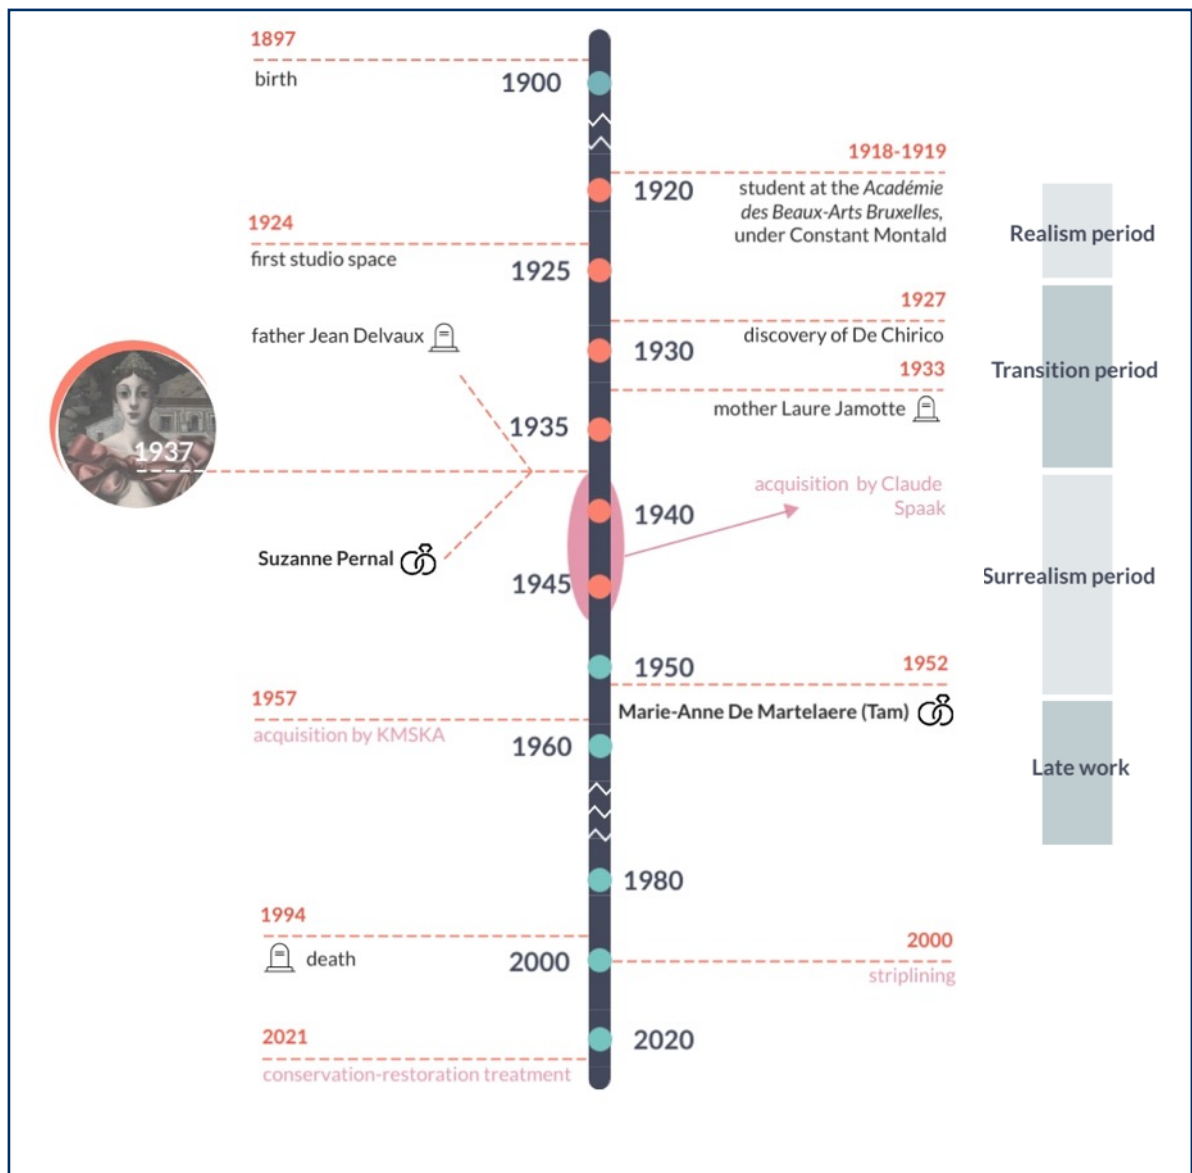 1897
birth
1900
1918-1919
1920
student at the Académie
des Beaux-Arts Bruxelles,
under Constant Montald
Realism period
1924
first studio space
1925
1927
discovery of De Chirico
father Jean Delvaux
1930
1933
Transition period
mother Laure Jamotte
1935
1937
acquisition by Claude
Spaak
1940
Suzanne Pernal
1945
Surrealism period
1950
1952
Marie-Anne De Martelaere (Tam)
1957
acquisition by KMSKA
1960
Late work
1980
1994
death
2000
2000
striplining
2021
2020
conservation-restoration treatment